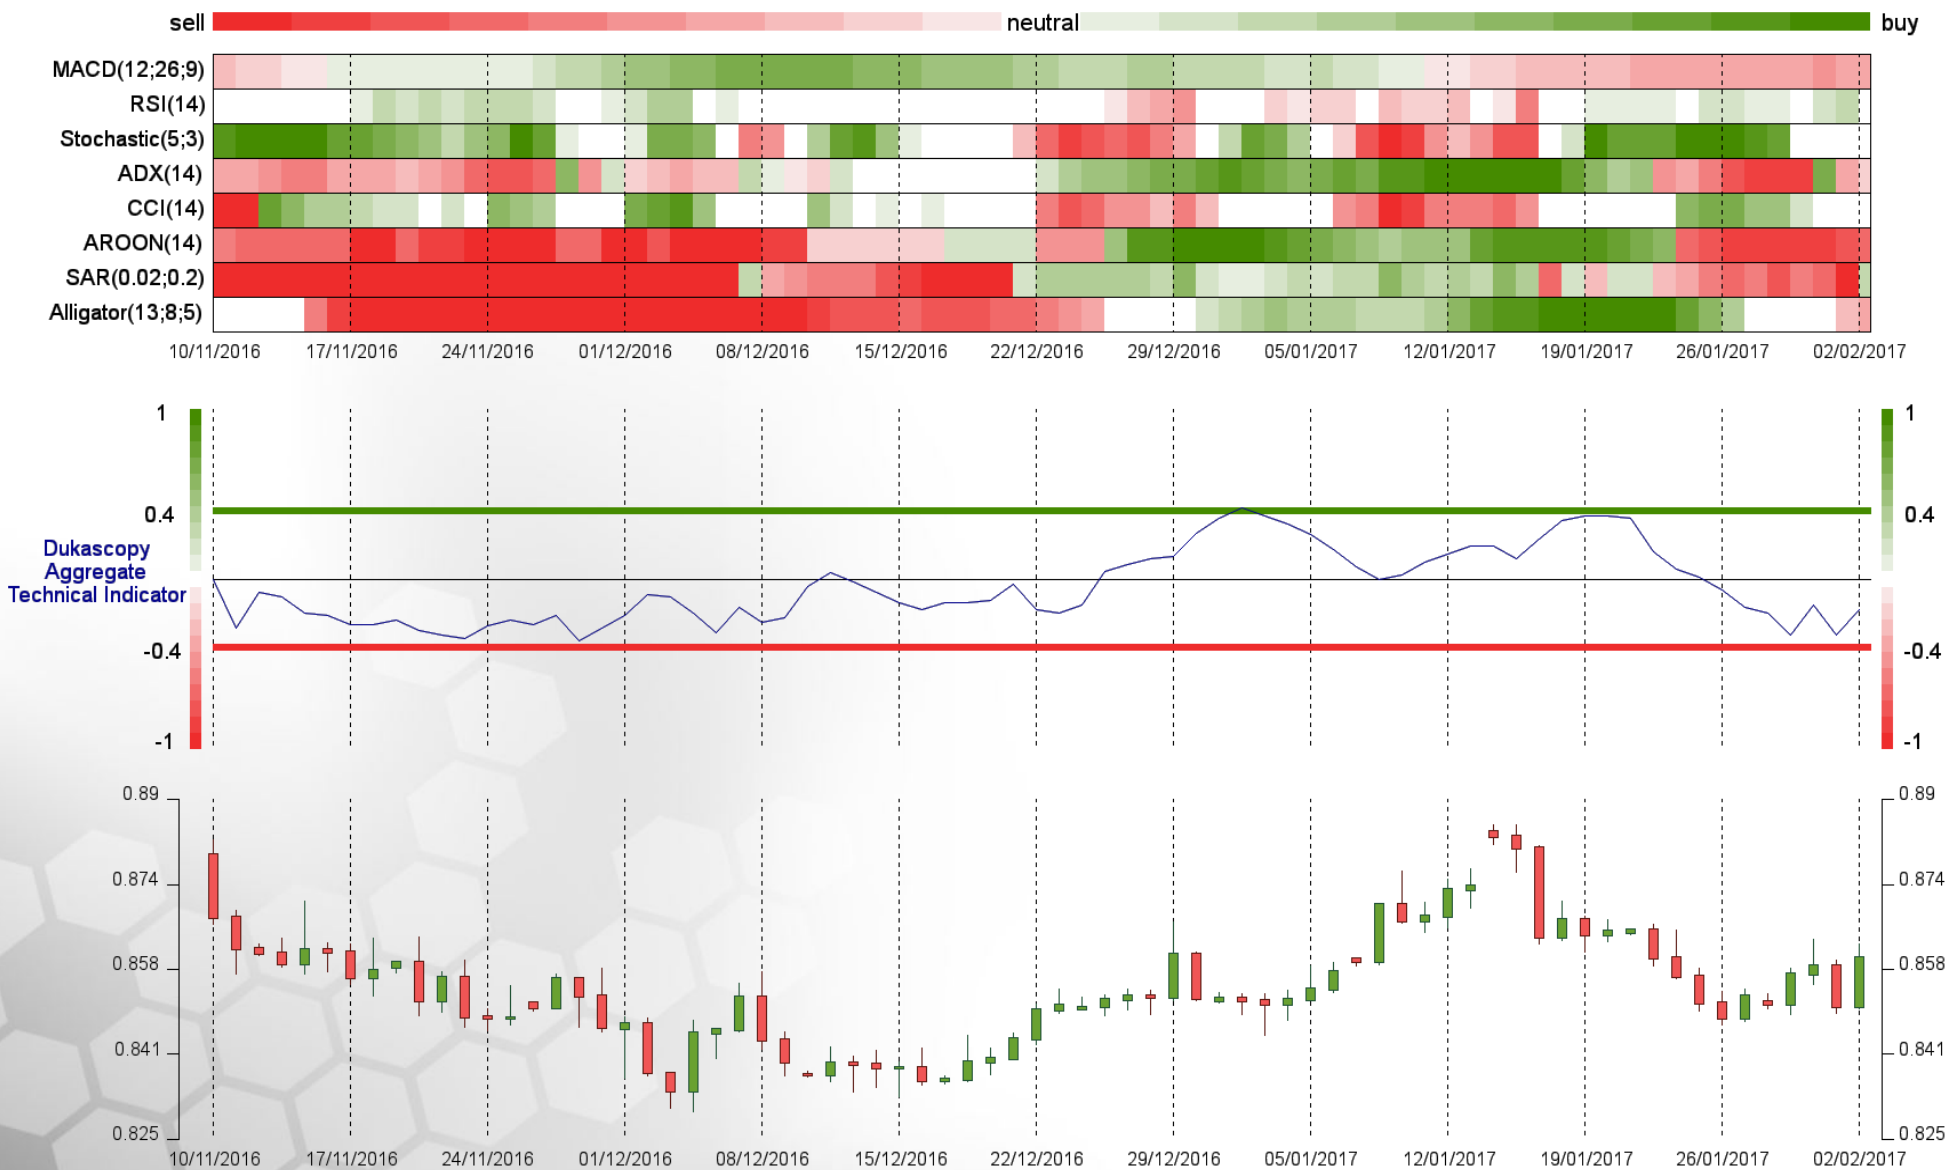 sell neutral buy
MACD(12;26;9)
RSI(14)
Stochastic(5;3)
ADX(14)
CCI(14)
AROON(14)
SAR(0.02;0.2)
Alligator(13;8;5)
10/11/2016 17/11/2016 24/11/2016 01/12/2016 08/12/2016 15/12/2016 22/12/2016 29/12/2016 05/01/2017 12/01/2017 19/01/2017 26/01/2017 02/02/2017
1 1
0.4 0.4
Dukascopy
Aggregate
Technical Indicator
-0.4 -0.4
-1 -1
0.89 0.89
0.874 0.874
0.858 0.858
0.841 0.841
0.825 0.825
10/11/2016 17/11/2016 24/11/2016 01/12/2016 08/12/2016 15/12/2016 22/12/2016 29/12/2016 05/01/2017 12/01/2017 19/01/2017 26/01/2017 02/02/2017